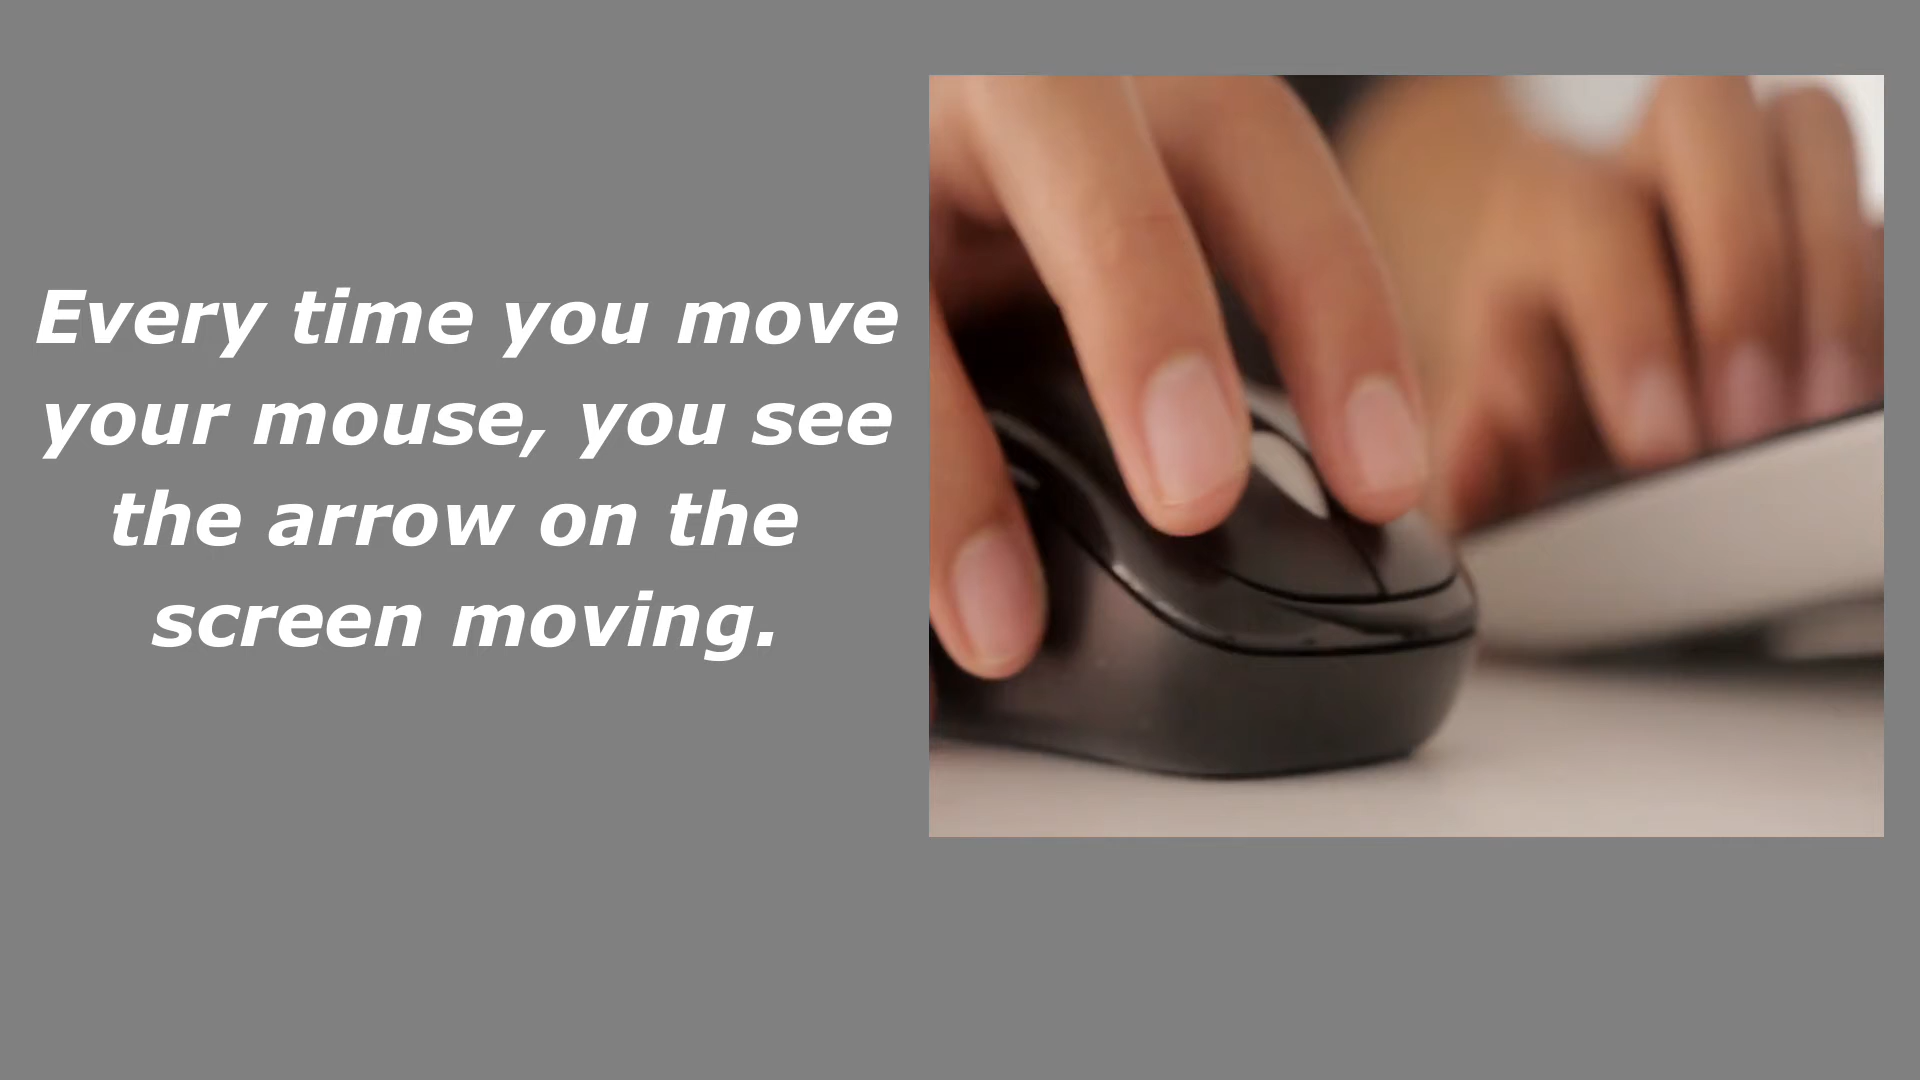 Every time you move
your mouse, you see
the arrow on the
screen moving.